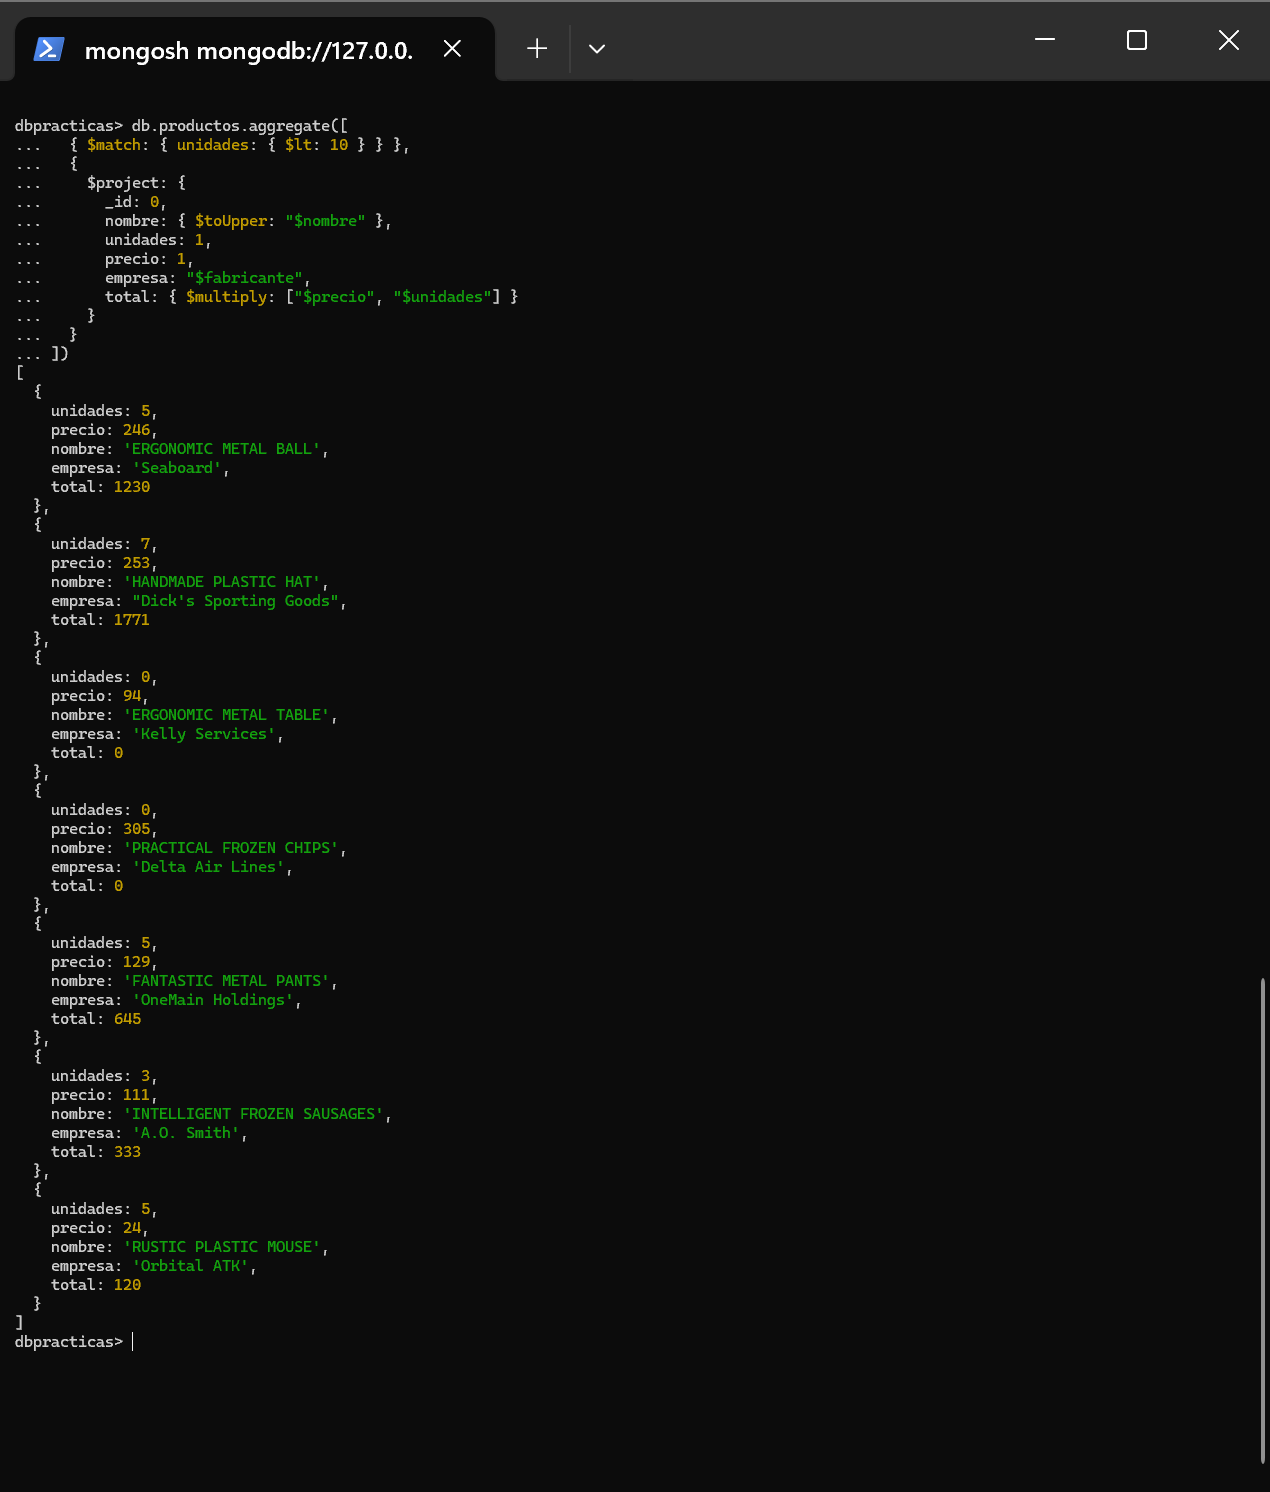 mongosh mongodb://127.0.0.
dbpracticas> db.productos.aggregate([
...   { $match: { unidades: { $lt: 10 } } },
...   {
...     $project: {
...       _id: 0,
...       nombre: { $toUpper: "$nombre" },
...       unidades: 1,
...       precio: 1,
...       empresa: "$fabricante",
...       total: { $multiply: ["$precio", "$unidades"] }
...     }
...   }
... ])
[
  {
    unidades: 5,
    precio: 246,
    nombre: 'ERGONOMIC METAL BALL',
    empresa: 'Seaboard',
    total: 1230
  },
  {
    unidades: 7,
    precio: 253,
    nombre: 'HANDMADE PLASTIC HAT',
    empresa: "Dick's Sporting Goods",
    total: 1771
  },
  {
    unidades: 0,
    precio: 94,
    nombre: 'ERGONOMIC METAL TABLE',
    empresa: 'Kelly Services',
    total: 0
  },
  {
    unidades: 0,
    precio: 305,
    nombre: 'PRACTICAL FROZEN CHIPS',
    empresa: 'Delta Air Lines',
    total: 0
  },
  {
    unidades: 5,
    precio: 129,
    nombre: 'FANTASTIC METAL PANTS',
    empresa: 'OneMain Holdings',
    total: 645
  },
  {
    unidades: 3,
    precio: 111,
    nombre: 'INTELLIGENT FROZEN SAUSAGES',
    empresa: 'A.O. Smith',
    total: 333
  },
  {
    unidades: 5,
    precio: 24,
    nombre: 'RUSTIC PLASTIC MOUSE',
    empresa: 'Orbital ATK',
    total: 120
  }
]
dbpracticas>